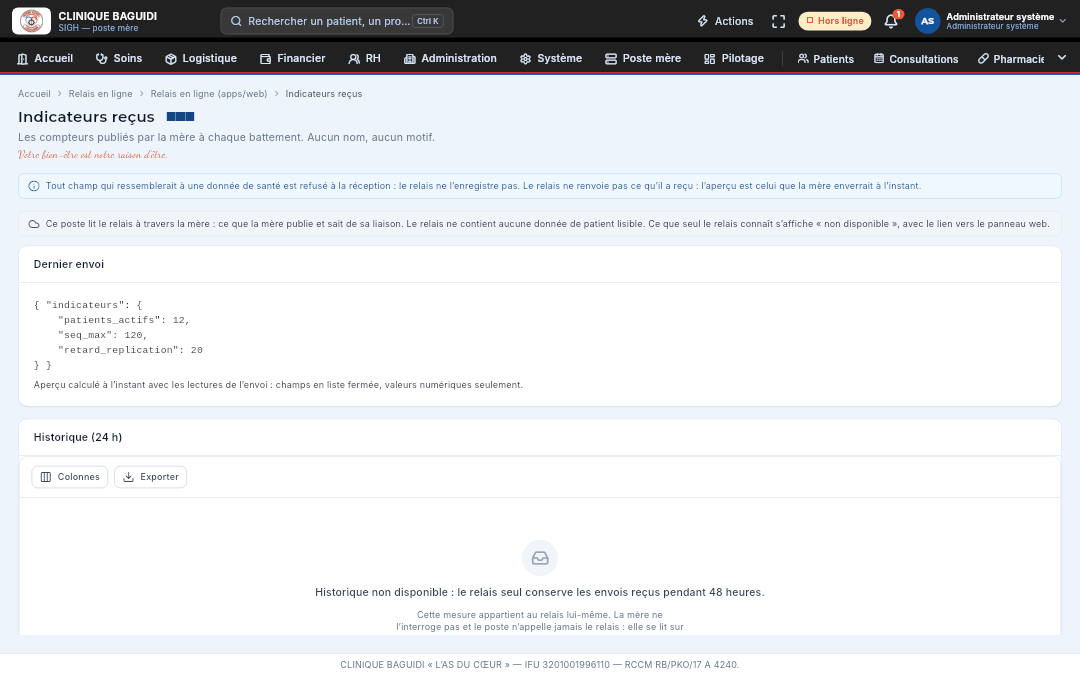 CLINIQUE BAGUIDI
SIGH — poste mère
Rechercher un patient, un pro... Ctrl K
Actions
Hors ligne
1
AS
Administrateur système
Administrateur système
Accueil
Soins
Logistique
Financier
RH
Administration
Système
Poste mère
Pilotage
Patients
Consultations
Pharmacie
Accueil > Relais en ligne > Relais en ligne (apps/web) > Indicateurs reçus
Indicateurs reçus
Les compteurs publiés par la mère à chaque battement. Aucun nom, aucun motif.
Votre bien-être est notre raison d'être.
Tout champ qui ressemblerait à une donnée de santé est refusé à la réception : le relais ne l'enregistre pas. Le relais ne renvoie pas ce qu'il a reçu : l'aperçu est celui que la mère enverrait à l'instant.
Ce poste lit le relais à travers la mère : ce que la mère publie et sait de sa liaison. Le relais ne contient aucune donnée de patient lisible. Ce que seul le relais connaît s'affiche « non disponible », avec le lien vers le panneau web.
Dernier envoi
{ "indicateurs": {
"patients_actifs": 12,
"seq_max": 120,
"retard_replication": 20
} }
Aperçu calculé à l'instant avec les lectures de l'envoi : champs en liste fermée, valeurs numériques seulement.
Historique (24 h)
Colonnes
Exporter
Historique non disponible : le relais seul conserve les envois reçus pendant 48 heures.
Cette mesure appartient au relais lui-même. La mère ne
l'interroge pas et le poste n'appelle jamais le relais : elle se lit sur
CLINIQUE BAGUIDI « L'AS DU CŒUR » — IFU 3201001996110 — RCCM RB/PKO/17 A 4240.